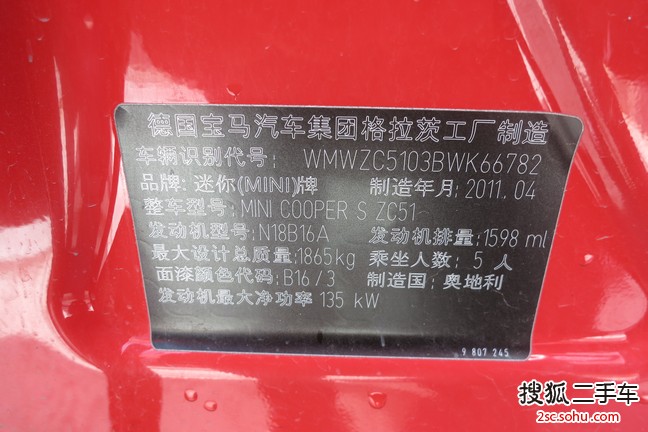 德国宝马汽车集团格拉茨工厂制造
车辆识别代号: WMWZC5103BWK66782
品牌: 迷你(MINI)牌 制造年月: 2011.04
整车型号: MINI COOPER S ZC51
发动机型号: N18B16A 发动机排量: 1598 ml
最大设计总质量: 1865kg 乘坐人数: 5 人
面漆颜色代码: B16/3 制造国: 奥地利
发动机最大净功率 135 kW
9 807 245
搜狐二手车
2sc.sohu.com